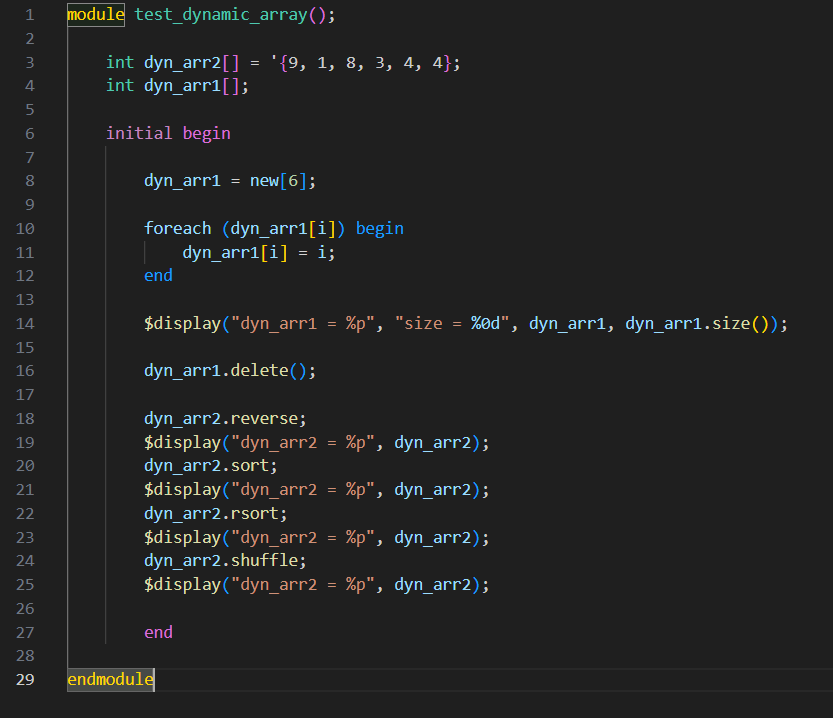 1 module test_dynamic_array();
2
3 int dyn_arr2[] = '{9, 1, 8, 3, 4, 4};
4 int dyn_arr1[];
5
6 initial begin
7
8 dyn_arr1 = new[6];
9
10 foreach (dyn_arr1[i]) begin
11 dyn_arr1[i] = i;
12 end
13
14 $display("dyn_arr1 = %p", "size = %0d", dyn_arr1, dyn_arr1.size());
15
16 dyn_arr1.delete();
17
18 dyn_arr2.reverse;
19 $display("dyn_arr2 = %p", dyn_arr2);
20 dyn_arr2.sort;
21 $display("dyn_arr2 = %p", dyn_arr2);
22 dyn_arr2.rsort;
23 $display("dyn_arr2 = %p", dyn_arr2);
24 dyn_arr2.shuffle;
25 $display("dyn_arr2 = %p", dyn_arr2);
26
27 end
28
29 endmodule